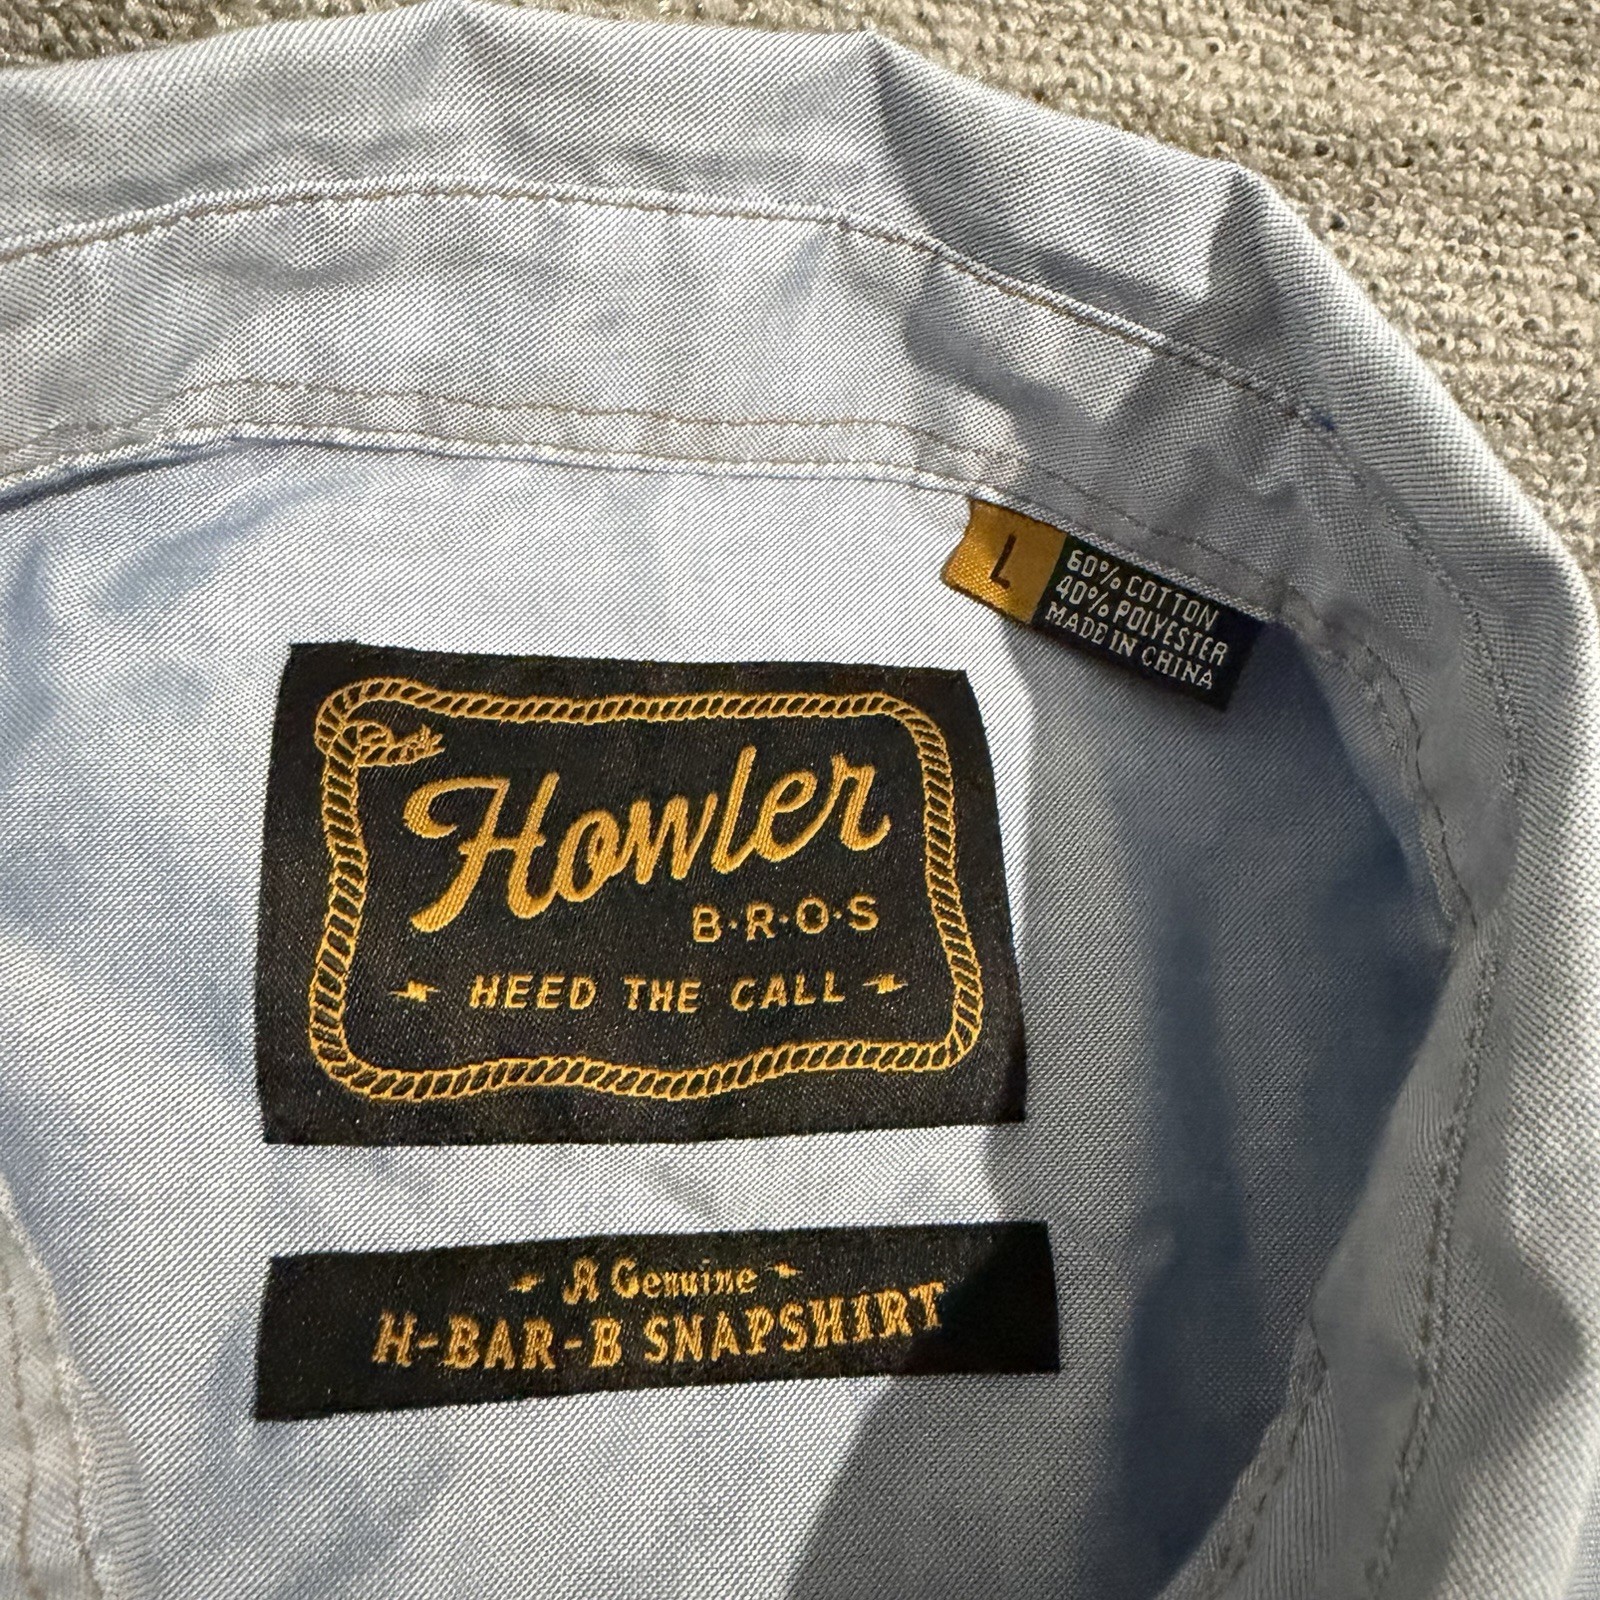 L
60% COTTON
40% POLYESTER
MADE IN CHINA
Howler
B·R·O·S
HEED THE CALL
A Genuine
H-BAR-B SNAPSHIRT